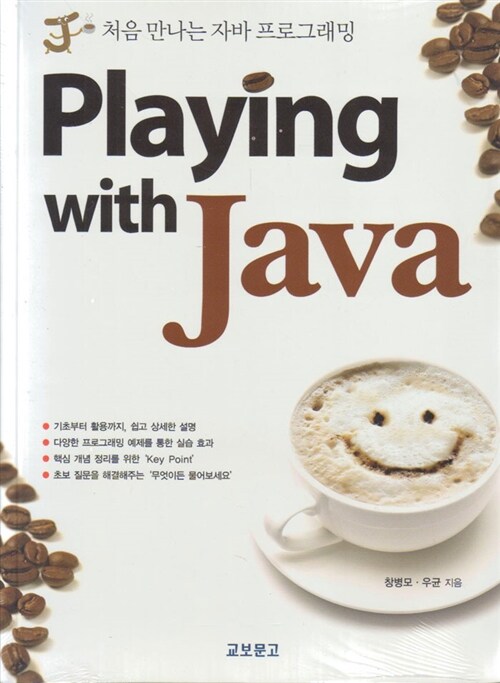 처음 만나는 자바 프로그래밍
Playing
with Java
• 기초부터 활용까지, 쉽고 상세한 설명
• 다양한 프로그래밍 예제를 통한 실습 효과
• 핵심 개념 정리를 위한 'Key Point'
• 초보 질문을 해결해주는 '무엇이든 물어보세요'
창병모 · 우균 지음
교보문고